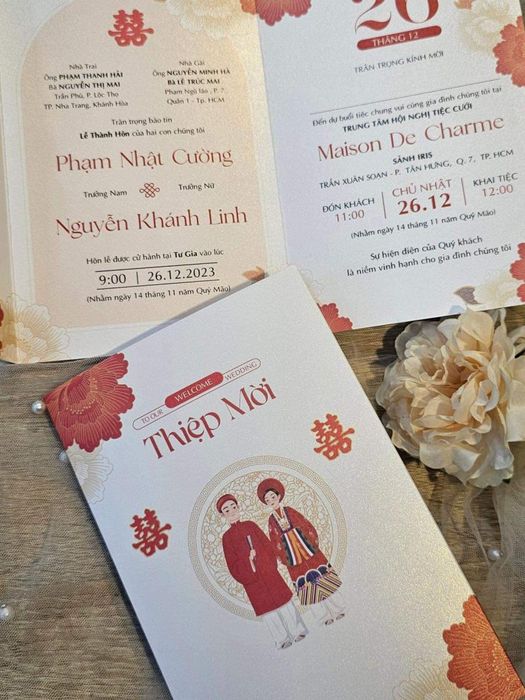 囍
Nhà Trai
Ông PHẠM THANH HẢI
Bà NGUYỄN THỊ MAI
Trần Phú, P. Lộc Thọ
TP. Nha Trang, Khánh Hòa
Nhà Gái
Ông NGUYỄN MINH HÀ
Bà LÊ TRÚC MAI
Phạm Ngũ lão , P. 7,
Quận 1 - Tp. HCM
Trân trọng báo tin
Lễ Thành Hôn của hai con chúng tôi
Phạm Nhật Cường
Trưởng Nam
Trưởng Nữ
Nguyễn Khánh Linh
Hôn lễ được cử hành tại Tư Gia vào lúc
9:00 | 26.12.2023
(Nhằm ngày 14 tháng 11 năm Quý Mão)
26
THÁNG 12
TRÂN TRỌNG KÍNH MỜI
Đến dự buổi tiệc chung vui cùng gia đình chúng tôi tại
TRUNG TÂM HỘI NGHỊ TIỆC CƯỚI
Maison De Charme
SẢNH IRIS
TRẦN XUÂN SOẠN - P. TÂN HƯNG, Q. 7, TP. HCM
ĐÓN KHÁCH
11:00
CHỦ NHẬT
26.12
KHAI TIỆC
12:00
(Nhằm ngày 14 tháng 11 năm Quý Mão)
Sự hiện diện của Quý khách
là niềm vinh hạnh cho gia đình chúng tôi
TO OUR WELCOME WEDDING
Thiệp Mời
囍
囍